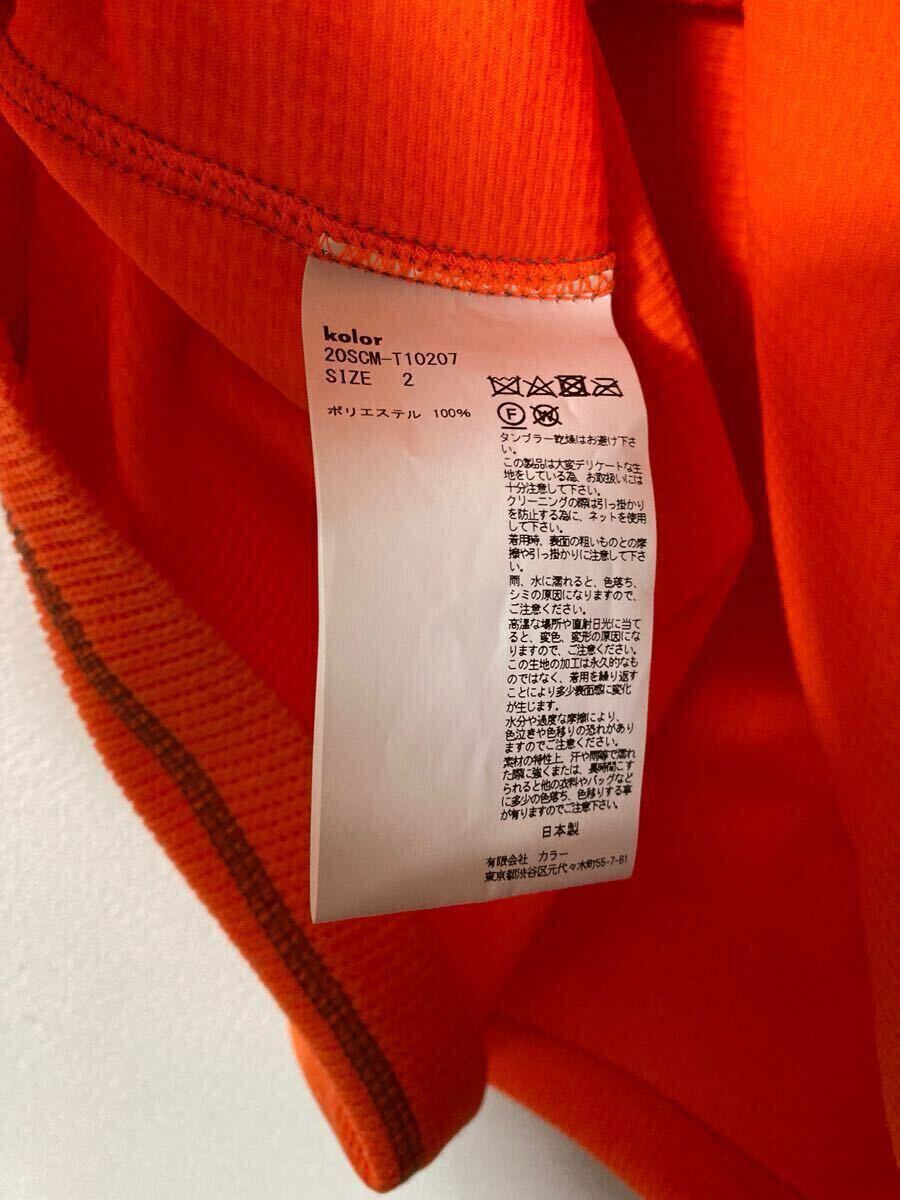 kolor
20SCM-T10207
SIZE 2
ポリエステル 100%
F W
タンブラー乾燥はお避け下さ
い。
この製品は大変デリケートな生
地をしている為、お取扱いには
十分注意して下さい。
クリーニングの際は引っ掛かり
を防止する為に、ネットを使用
して下さい。
着用時、表面の粗いものとの摩
擦や引っ掛かりに注意して下さ
い。
雨、水に濡れると、色落ち、
シミの原因になりますので、
ご注意ください。
高温な場所や直射日光に当て
ると、変色、変形の原因にな
りますので、ご注意ください。
この生地の加工は永久的なも
のではなく、着用を繰り返す
ことにより多少表面感に変化
が生じます。
水分や過度な摩擦により、
色泣きや色移りの恐れがあり
ますのでご注意ください。
素材の特性上、汗や雨等で濡れ
た際に強くまたは、長時間こす
られると他の衣料やバッグなど
に多少の色落ち、色移りする事
が有りますのでご注意下さい。
日本製
有限会社 カラー
東京都渋谷区元代々木町55-7-B1